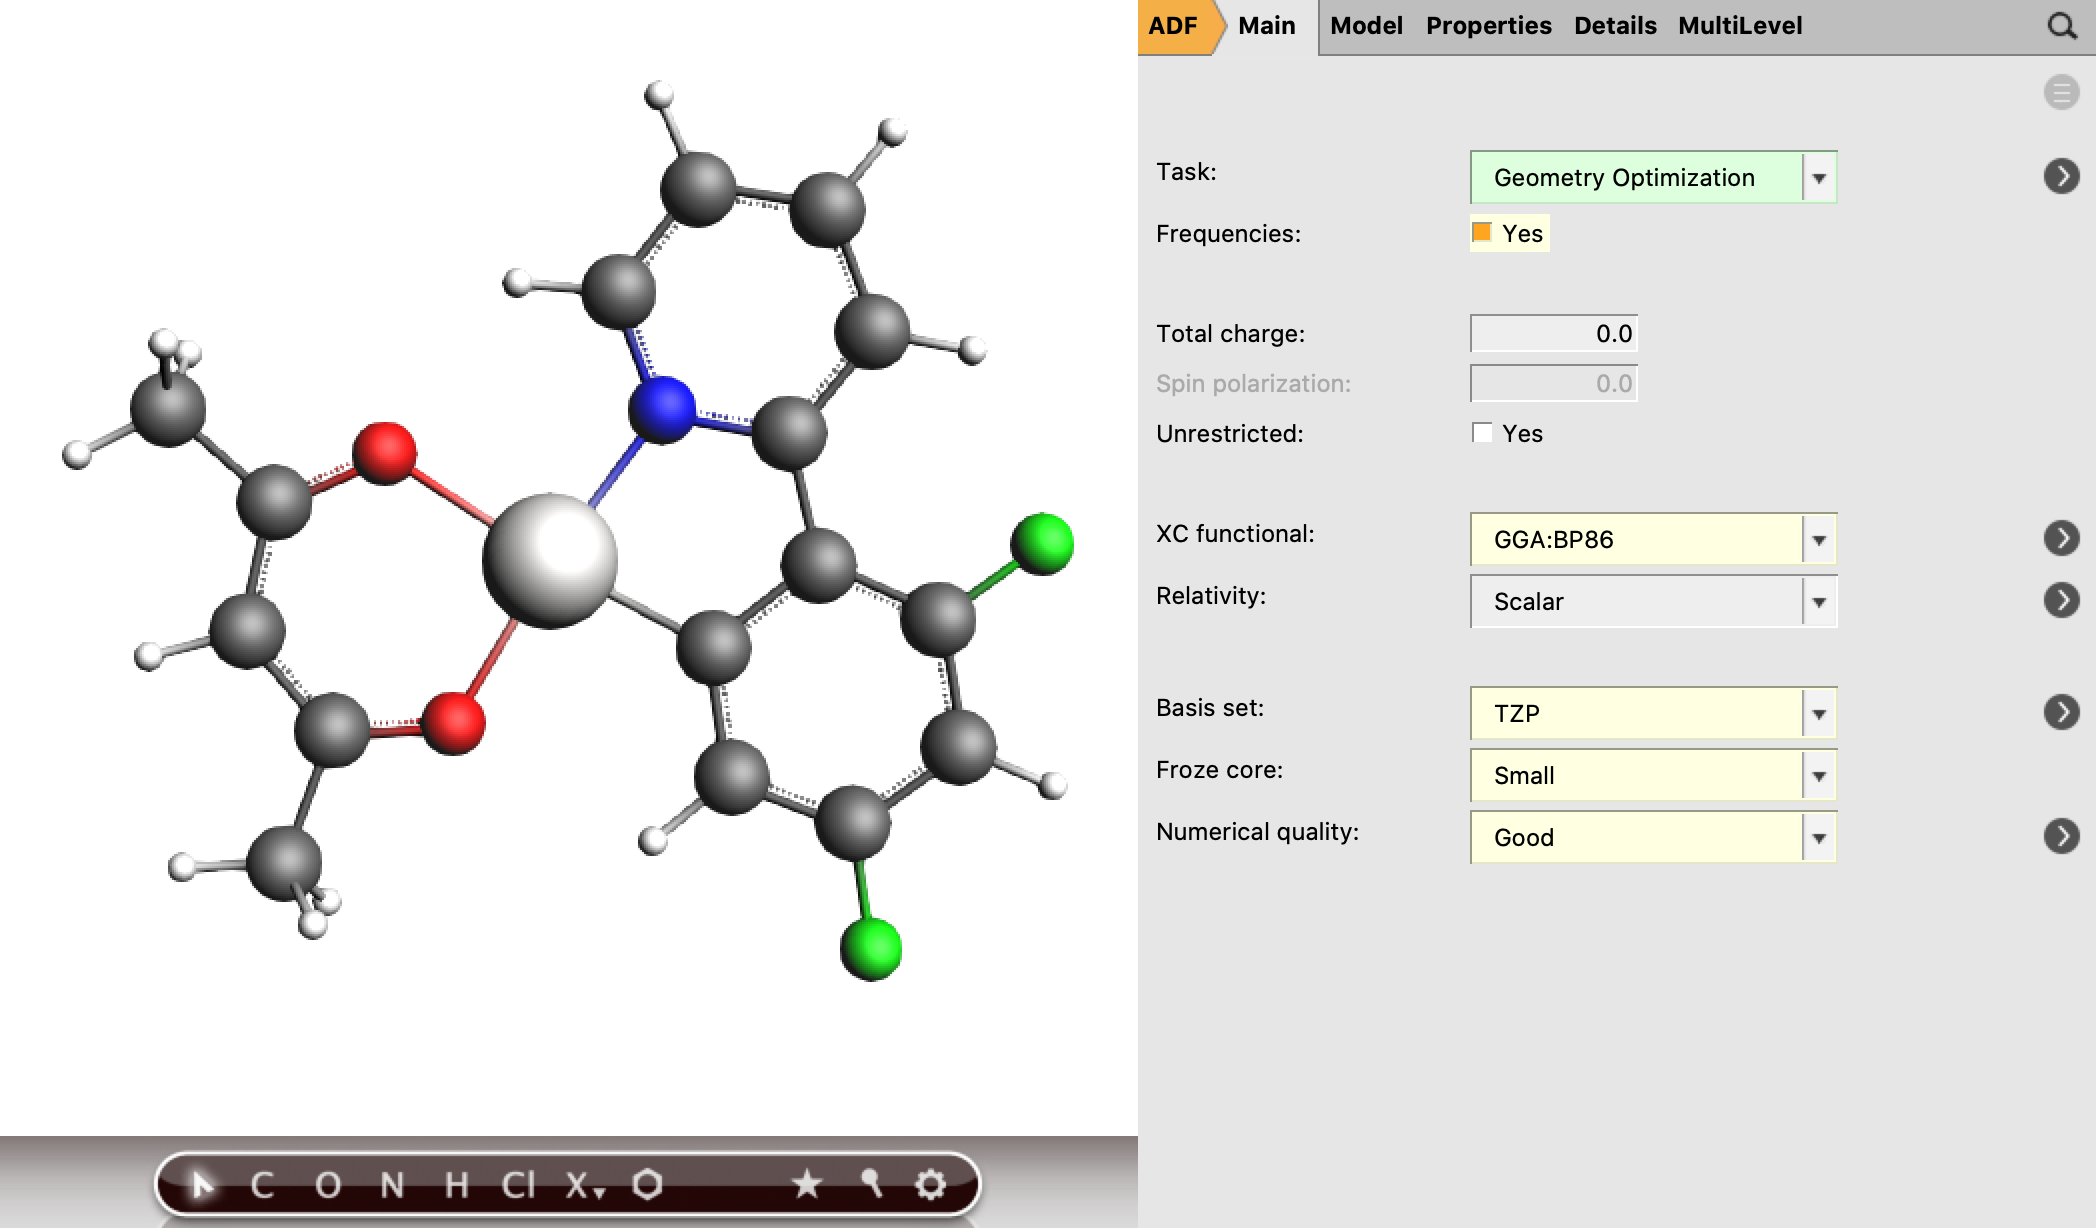 ADF Main Model Properties Details MultiLevel
Task: Geometry Optimization
Frequencies: Yes
Total charge: 0.0
Spin polarization: 0.0
Unrestricted: Yes
XC functional: GGA:BP86
Relativity: Scalar
Basis set: TZP
Froze core: Small
Numerical quality: Good
C O N H Cl X